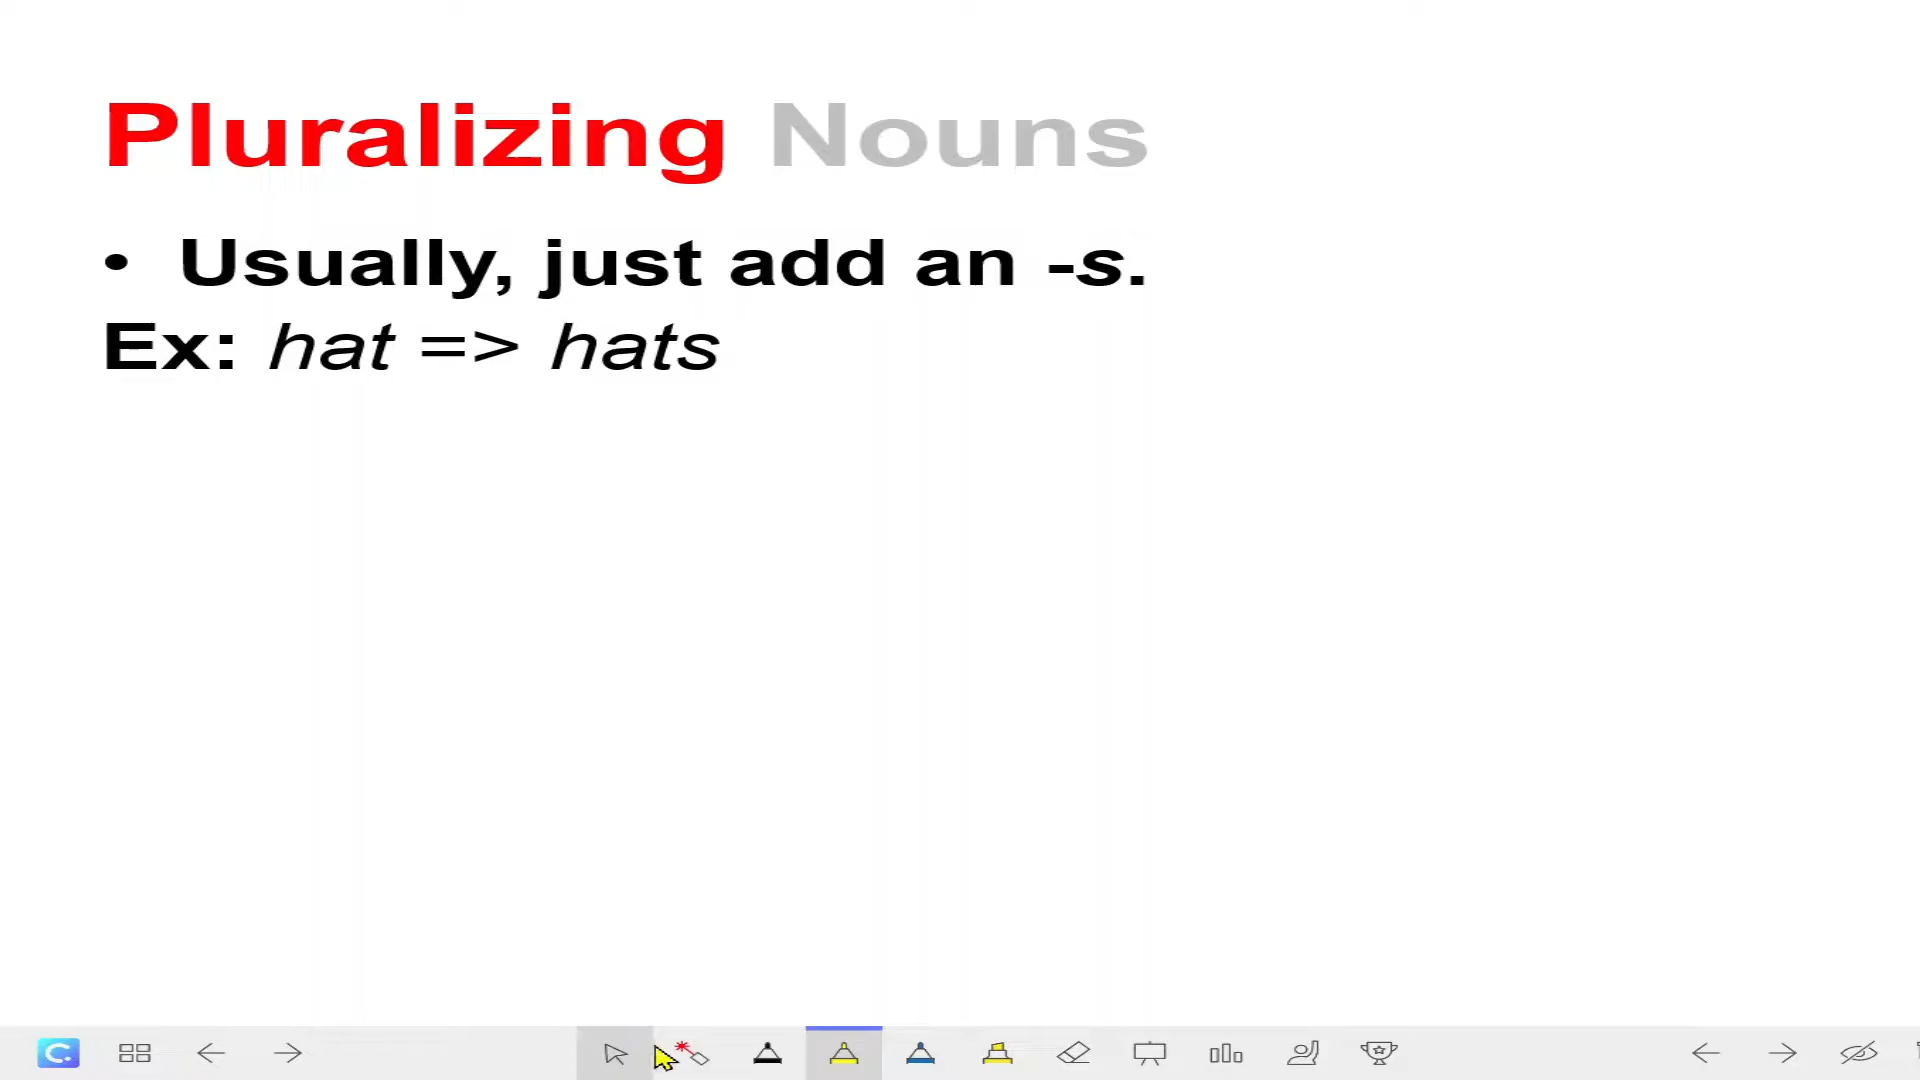 Pluralizing Nouns
• Usually, just add an -s.
Ex: hat => hats